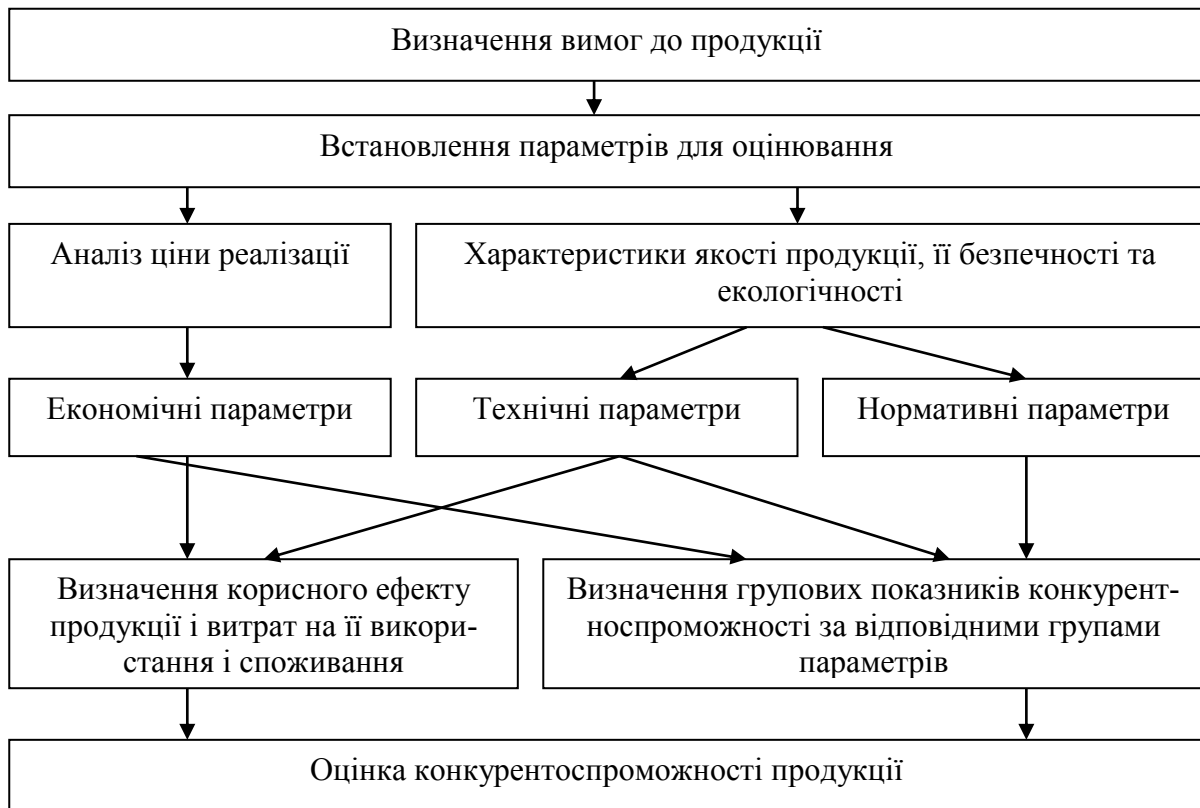 Визначення вимог до продукції
Встановлення параметрів для оцінювання
Аналіз ціни реалізації
Характеристики якості продукції, її безпечності та
екологічності
Економічні параметри
Технічні параметри
Нормативні параметри
Визначення корисного ефекту
продукції і витрат на її викори-
стання і споживання
Визначення групових показників конкурент-
носпроможності за відповідними групами
параметрів
Оцінка конкурентоспроможності продукції